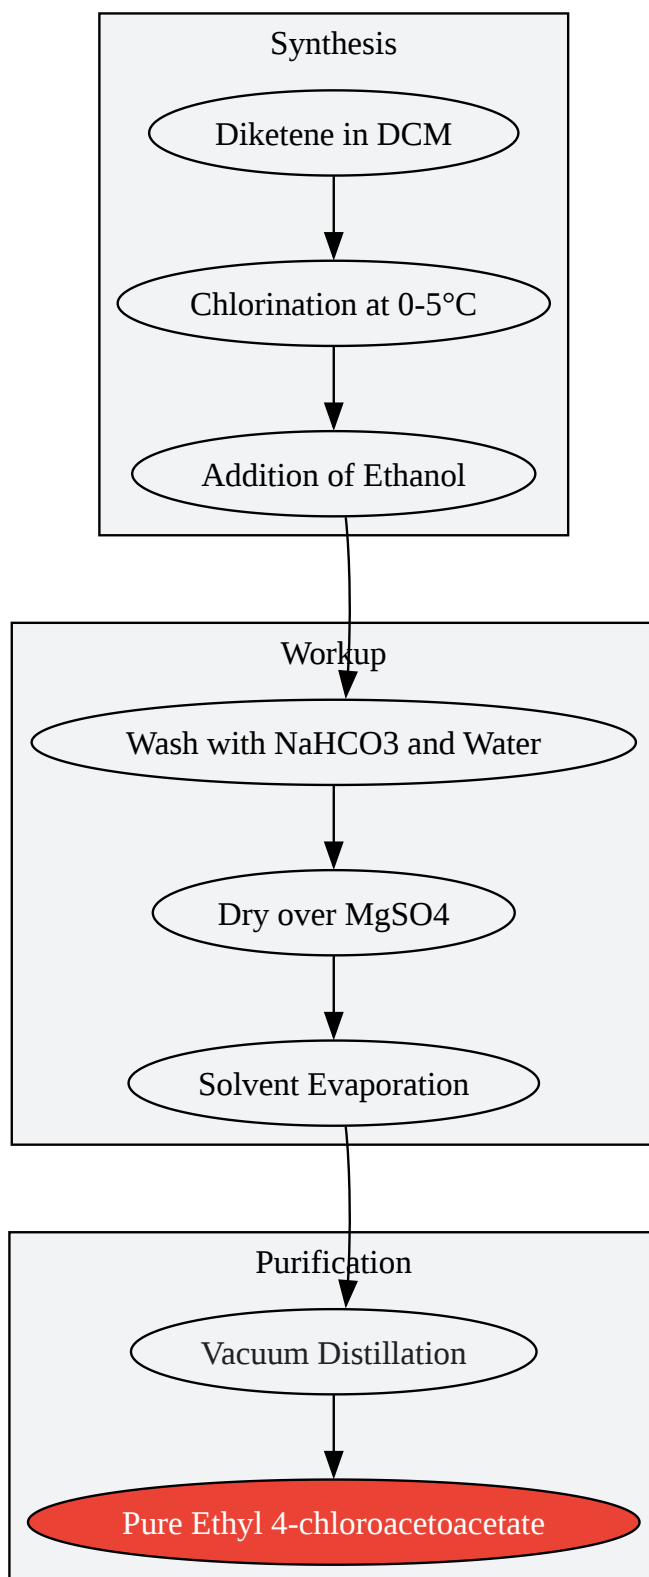 Synthesis
Diketene in DCM
Chlorination at 0-5°C
Addition of Ethanol
Workup
Wash with NaHCO3 and Water
Dry over MgSO4
Solvent Evaporation
Purification
Vacuum Distillation
Pure Ethyl 4-chloroacetoacetate